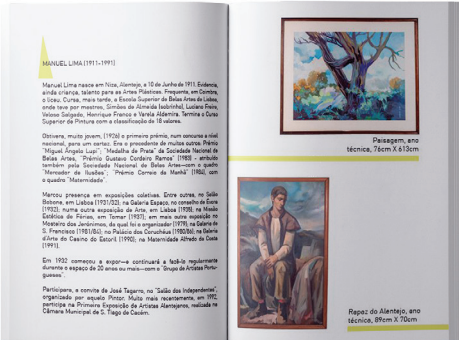 MANUEL LIMA (1911-1991)
Manuel Lima nasce em Niza, Alentejo, a 10 de Junho de 1911. Evidencia,
ainda criança, talento para as Artes Plásticas. Frequenta, em Coimbra,
o liceu. Cursa, mais tarde, a Escola Superior de Belas Artes de Lisboa,
onde teve por mestres, Simões de Almeida (sobrinho), Luciano Freire,
Veloso Salgado, Henrique Franco e Varela Aldemira. Termina o Curso
Superior de Pintura com a classificação de 18 valores.
Obtivera, muito jovem, (1926) o primeiro prémio, num concurso a nível
nacional, para um cartaz. Era o precedente de muitos outros: Prémio
"Miguel Ângelo Lupi"; "Medalha de Prata" da Sociedade Nacional de
Belas Artes, "Prémio Gustavo Cordeiro Ramos" (1983) - atribuído
também pela Sociedade Nacional de Belas Artes—com o quadro
"Mercador de Ilusões"; "Prémio Correio da Manhã" (1984), com
o quadro "Maternidade".
Marcou presença em exposições coletivas. Entre outras, no Salão
Bobone, em Lisboa (1931/32); na Galeria Espaço, no conselho de Évora
(1932); numa outra exposição de Arte, em Lisboa (1935), na Missão
Estética de Férias, em Tomar (1937); em mais outra exposição no
Mosteiro dos Jerónimos, da qual foi o organizador (1979), na Galeria de
S. Francisco (1981/84); no Palácio dos Coruchéus (1980/86); na Galeria
d'Arte do Casino do Estoril (1990); na Maternidade Alfredo da Costa
(1991).
Em 1932 começou a expor—e continuará a fazê-lo regularmente
durante o espaço de 20 anos ou mais—com o "Grupo de Artistas Portu-
gueses".
Participara, a convite de José Tagarro, no "Salão dos Independentes",
organizado por aquele Pintor. Muito mais recentemente, em 1992,
participa na Primeira Exposição de Artistas Alentejanos, realizada na
Câmara Municipal de S. Tiago de Cacém.
Paisagem, ano
técnica, 76cm X 613cm
Rapaz do Alentejo, ano
técnica, 89cm X 70cm